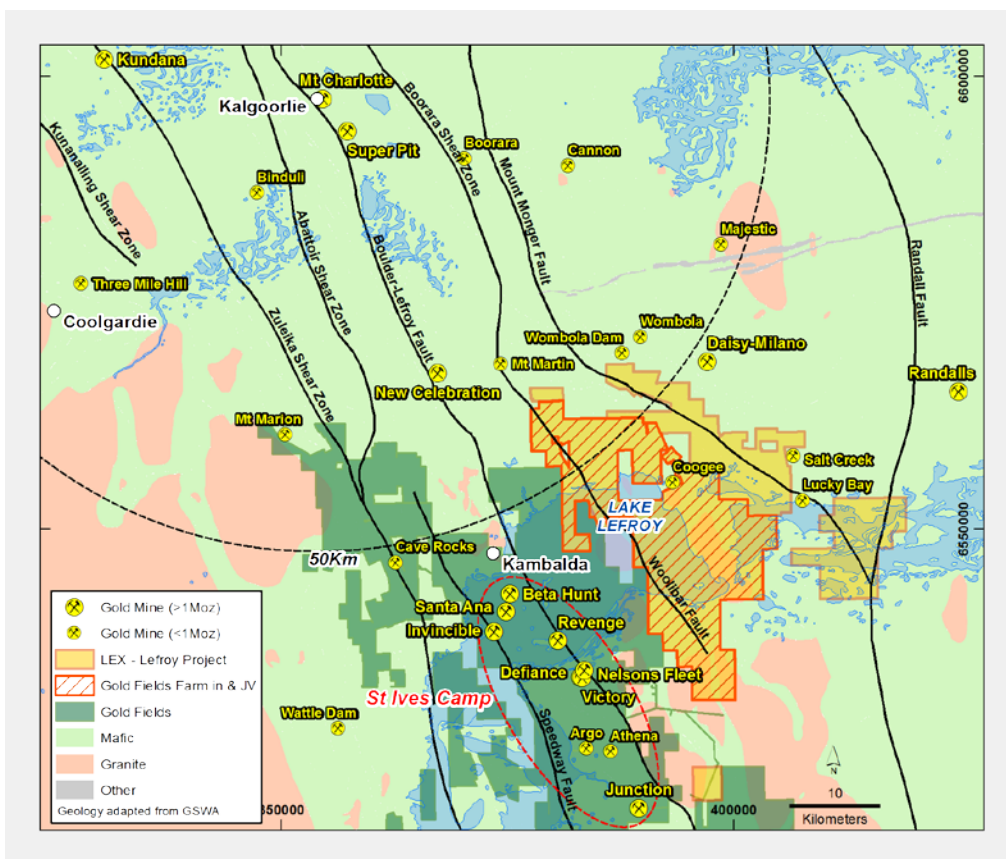 Kundana
Mt Charlotte
Kalgoorlie
Super Pit
Boorara Shear Zone
Boorara
Cannon
6600000
Kunanalling Shear Zone
Binduli
Abattoir Shear Zone
Boulder-Lefroy Fault
Mount Monger Fault
Majestic
Randall Fault
Three Mile Hill
Coolgardie
Zuleika Shear Zone
Wombola
Wombola Dam
Daisy-Milano
Mt Martin
New Celebration
Randalls
Mt Marion
Salt Creek
Coogee
Lucky Bay
LAKE
LEFROY
6550000
50Km
Cave Rocks
Kambalda
Woolibar Fault
Beta Hunt
Santa Ana
Invincible
Revenge
Defiance
Nelsons Fleet
Victory
St Ives Camp
Speedway Fault
Wattle Dam
Argo
Athena
Junction
Gold Mine (>1Moz)
Gold Mine (<1Moz)
LEX - Lefroy Project
Gold Fields Farm in & JV
Gold Fields
Mafic
Granite
Other
Geology adapted from GSWA
350000
400000
N
10
Kilometers